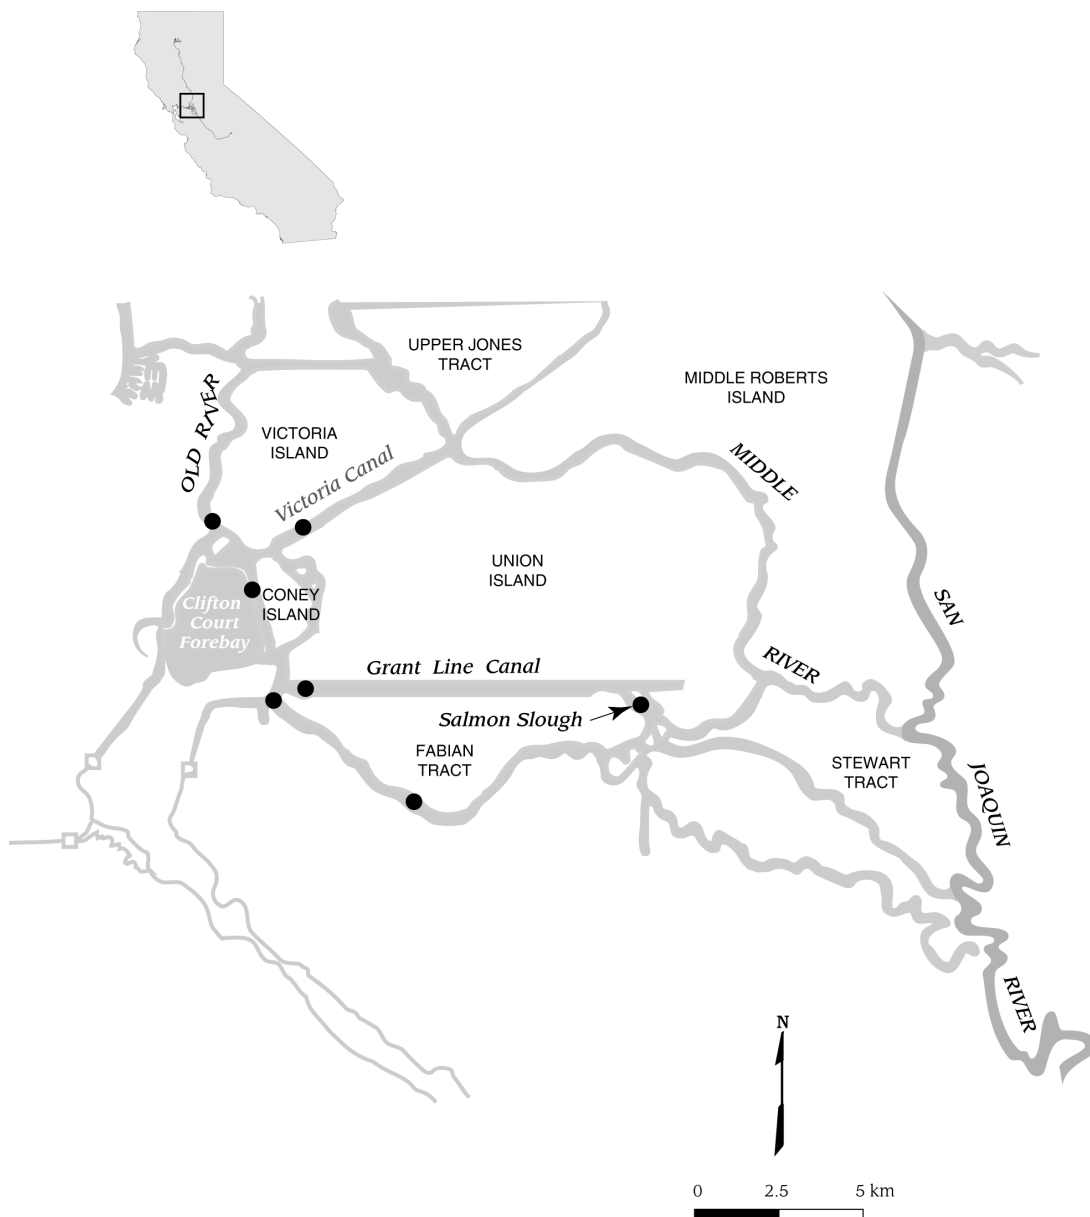 UPPER JONES
TRACT
MIDDLE ROBERTS
ISLAND
OLD RIVER
VICTORIA
ISLAND
Victoria Canal
MIDDLE
UNION
ISLAND
CONEY
ISLAND
Clifton
Court
Forebay
SAN
RIVER
Grant Line Canal
Salmon Slough
FABIAN
TRACT
STEWART
TRACT
JOAQUIN
RIVER
N
0 2.5 5 km